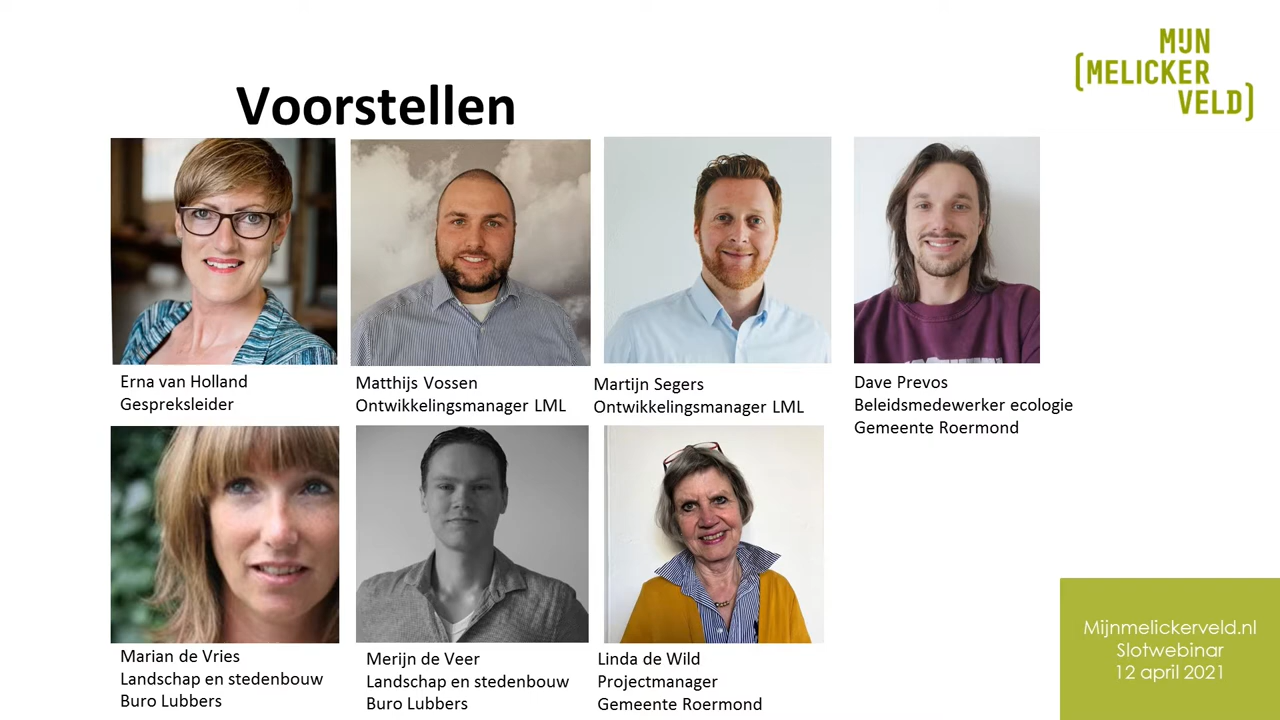 MIJN
(MELICKER
VELD)
Voorstellen
Erna van Holland
Gespreksleider
Matthijs Vossen
Ontwikkelingsmanager LML
Martijn Segers
Ontwikkelingsmanager LML
Dave Prevos
Beleidsmedewerker ecologie
Gemeente Roermond
Marian de Vries
Landschap en stedenbouw
Buro Lubbers
Merijn de Veer
Landschap en stedenbouw
Buro Lubbers
Linda de Wild
Projectmanager
Gemeente Roermond
Mijnmelickerveld.nl
Slotwebinar
12 april 2021